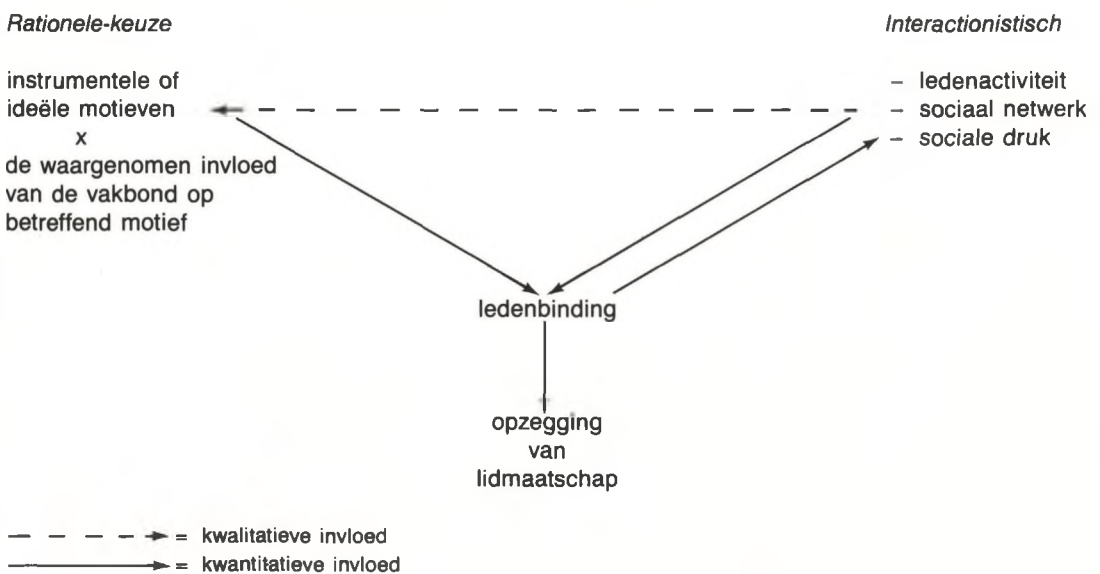 Rationele-keuze
Interactionistisch
instrumentele of
ideële motieven
x
de waargenomen invloed
van de vakbond op
betreffend motief
– ledenactiviteit
– sociaal netwerk
– sociale druk
ledenbinding
opzegging
van
lidmaatschap
= kwalitatieve invloed
= kwantitatieve invloed